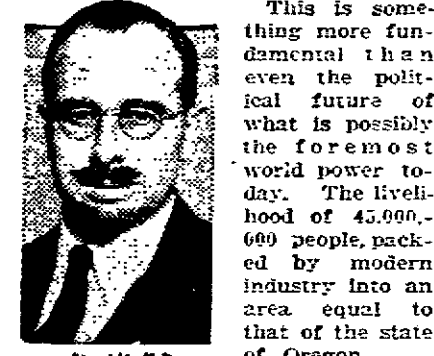 This is some-
thing more fun-
damental than
even the polit-
ical future of
what is possibly
the foremost
world power to-
day. The liveli-
hood of 45,000,-
000 people, pack-
ed by modern
industry into an
area equal to
that of the state
of Oregon